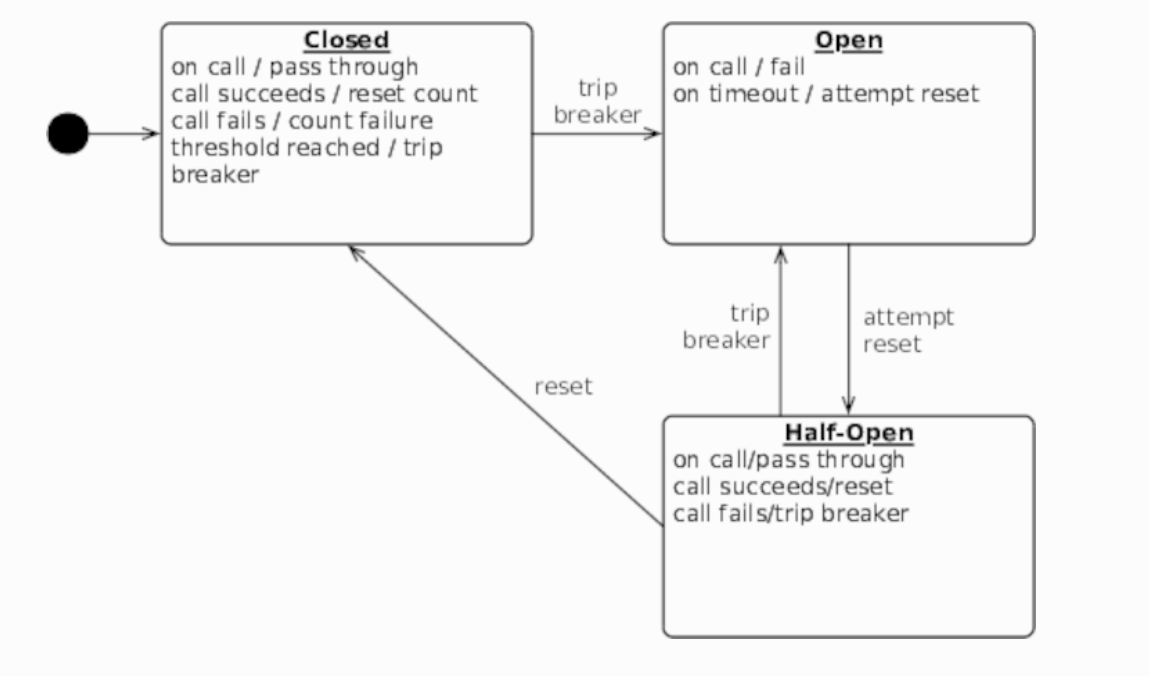 Closed
on call / pass through
call succeeds / reset count
call fails / count failure
threshold reached / trip
breaker
trip
breaker
Open
on call / fail
on timeout / attempt reset
trip
breaker
attempt
reset
reset
Half-Open
on call/pass through
call succeeds/reset
call fails/trip breaker